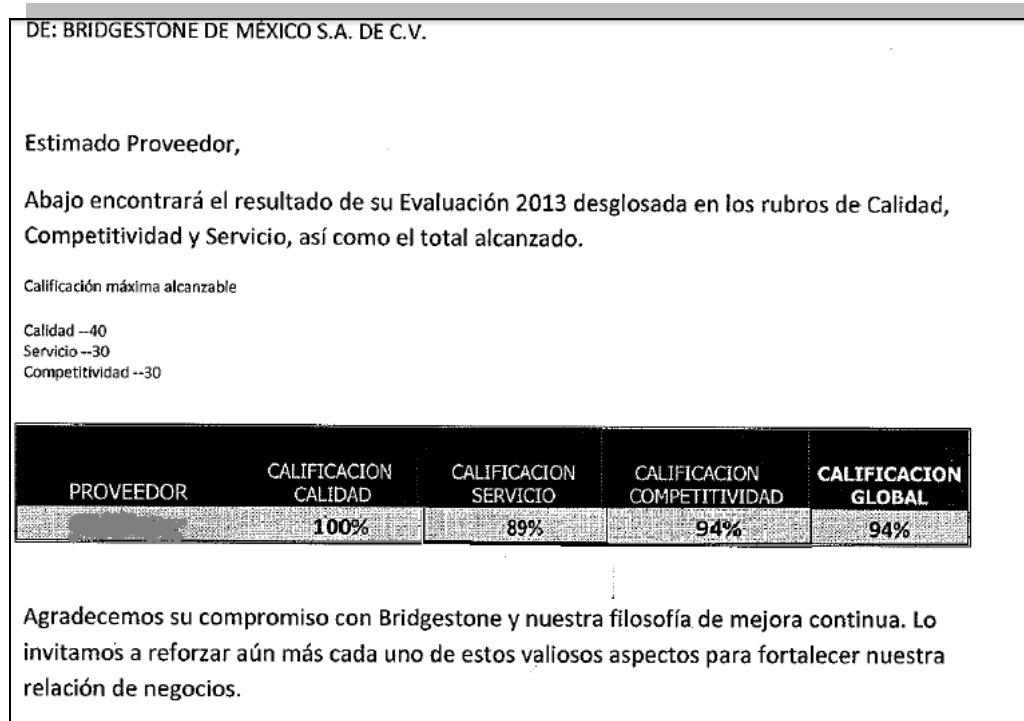 DE: BRIDGESTONE DE MÉXICO S.A. DE C.V.
Estimado Proveedor,
Abajo encontrará el resultado de su Evaluación 2013 desglosada en los rubros de Calidad,
Competitividad y Servicio, así como el total alcanzado.
Calificación máxima alcanzable
Calidad --40
Servicio --30
Competitividad --30
PROVEEDOR CALIFICACION CALIDAD CALIFICACION SERVICIO CALIFICACION COMPETITIVIDAD CALIFICACION GLOBAL
100% 89% 94% 94%
Agradecemos su compromiso con Bridgestone y nuestra filosofía de mejora continua. Lo
invitamos a reforzar aún más cada uno de estos valiosos aspectos para fortalecer nuestra
relación de negocios.